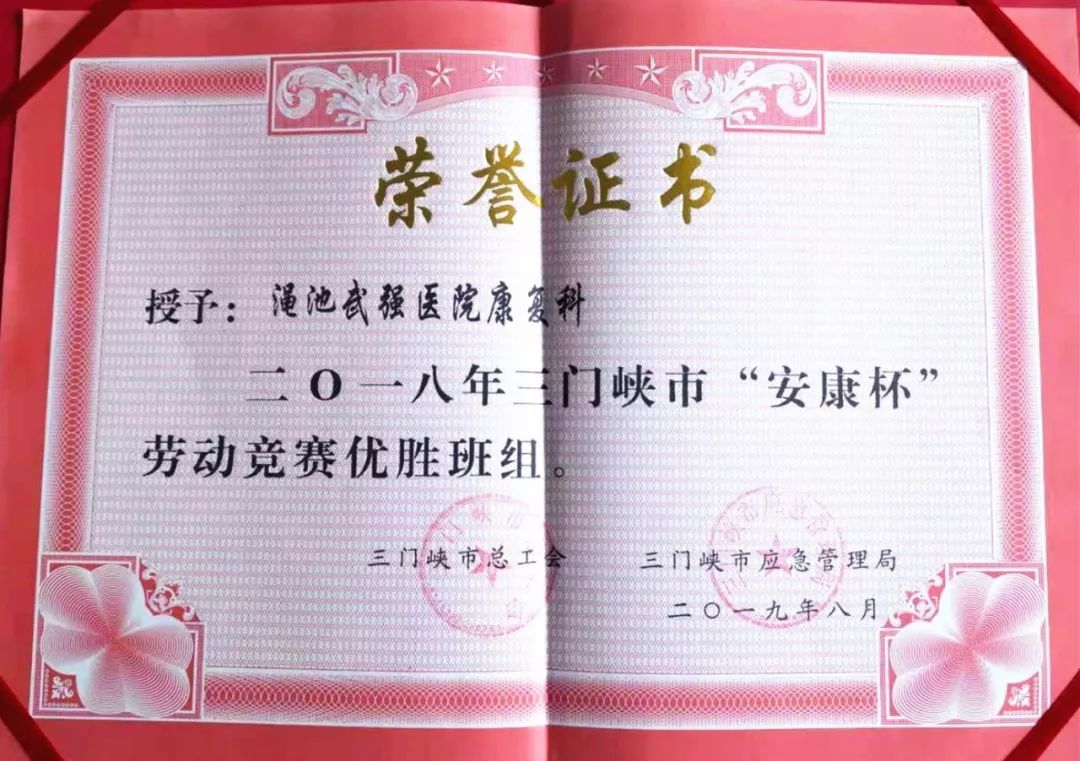 荣誉证书
授予：渑池武强医院康复科
二〇一八年三门峡市“安康杯”
劳动竞赛优胜班组。
三门峡市总工会 三门峡市应急管理局
二〇一九年八月